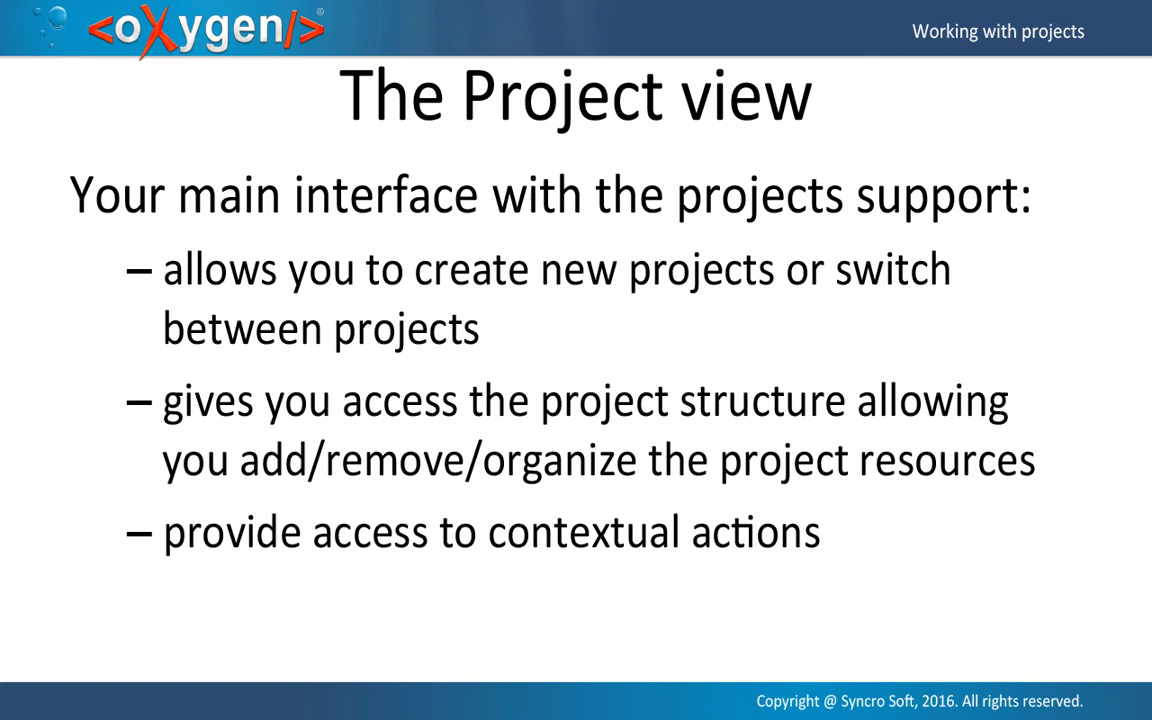 <oXygen/>®
Working with projects
The Project view
Your main interface with the projects support:
– allows you to create new projects or switch
between projects
– gives you access the project structure allowing
you add/remove/organize the project resources
– provide access to contextual actions
Copyright @ Syncro Soft, 2016. All rights reserved.